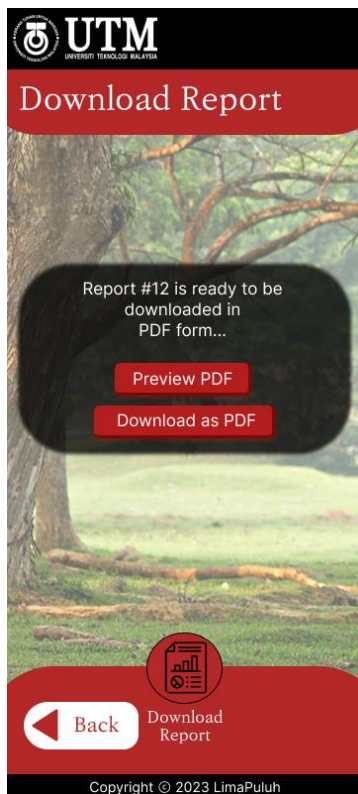 UTM
UNIVERSITI TEKNOLOGI MALAYSIA
Download Report
Report #12 is ready to be
downloaded in
PDF form...
Preview PDF
Download as PDF
Back
Download
Report
Copyright © 2023 LimaPuluh